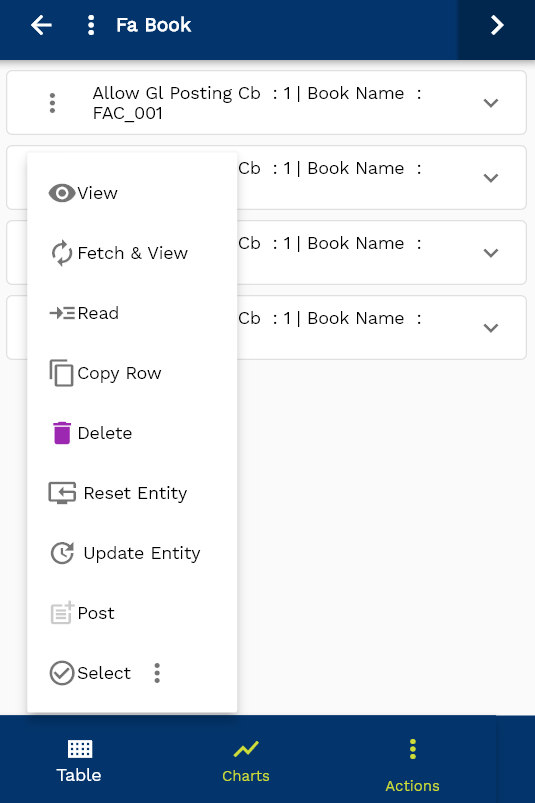 Fa Book
Allow Gl Posting Cb : 1 | Book Name :
FAC_001
Cb : 1 | Book Name :
Cb : 1 | Book Name :
Cb : 1 | Book Name :
View
Fetch & View
Read
Copy Row
Delete
Reset Entity
Update Entity
Post
Select
Table
Charts
Actions